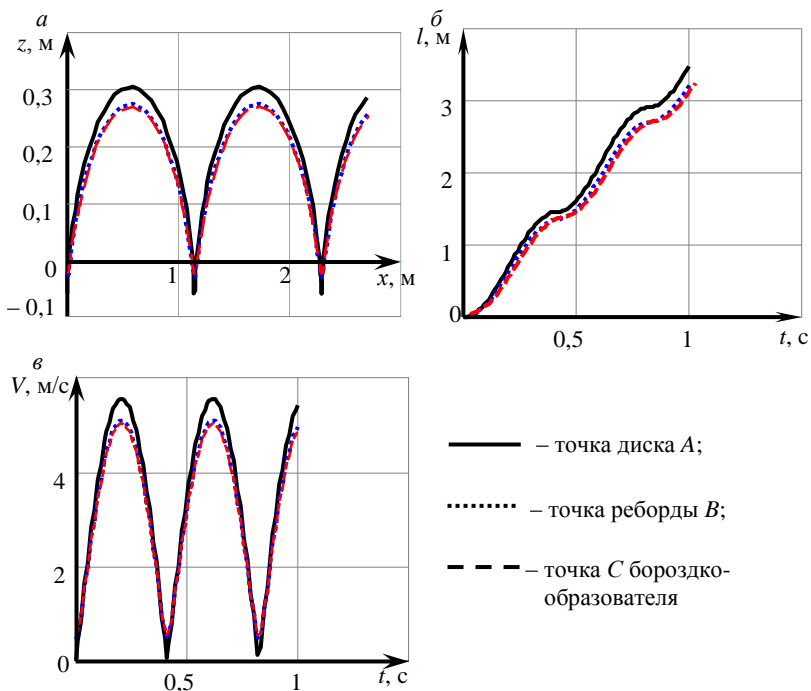 а
z, м
0,3
0,2
0,1
0
– 0,1
1
2
x, м
б
l, м
3
2
1
0
0,5
1
t, с
в
V, м/с
4
2
0
0,5
1
t, с
– точка диска A;
– точка реборды B;
– точка C бороздко-
образователя